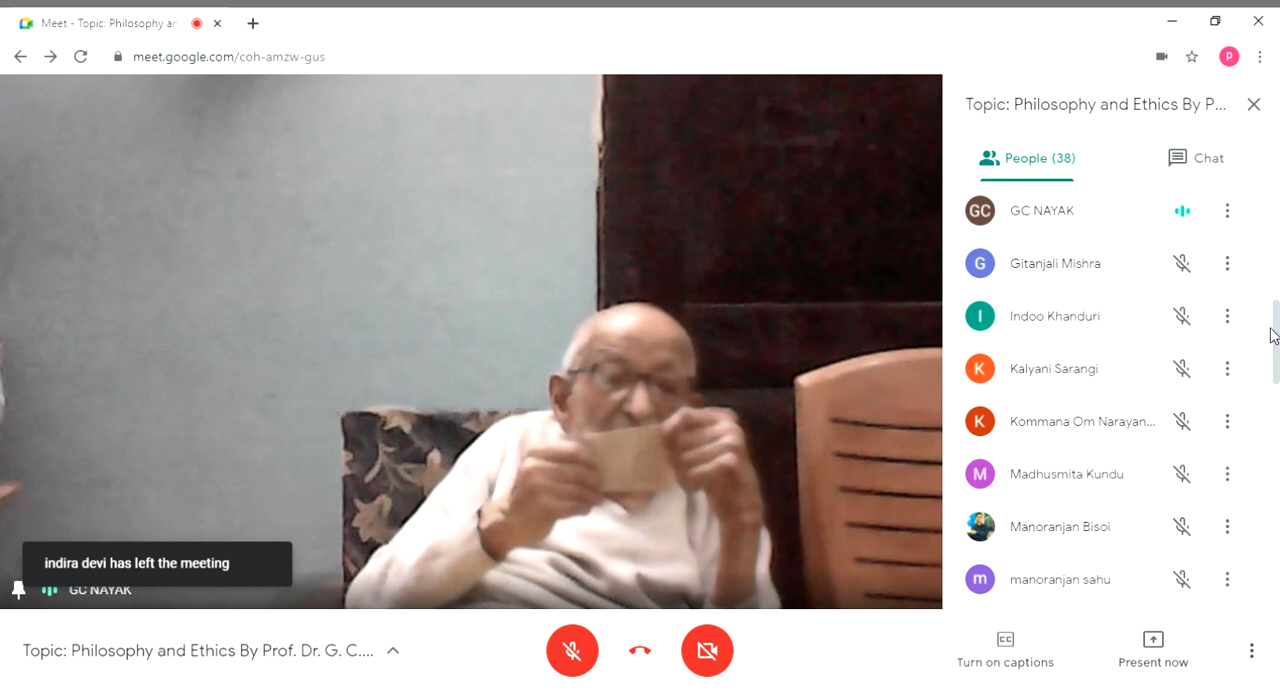 Meet - Topic: Philosophy an
meet.google.com/coh-amzw-gus
P
Topic: Philosophy and Ethics By P...
People (38)
Chat
GC
GC NAYAK
G
Gitanjali Mishra
I
Indoo Khanduri
K
Kalyani Sarangi
K
Kommana Om Narayan...
M
Madhusmita Kundu
Manoranjan Bisoi
m
manoranjan sahu
indira devi has left the meeting
GC NAYAK
Topic: Philosophy and Ethics By Prof. Dr. G. C....
CC
Turn on captions
Present now